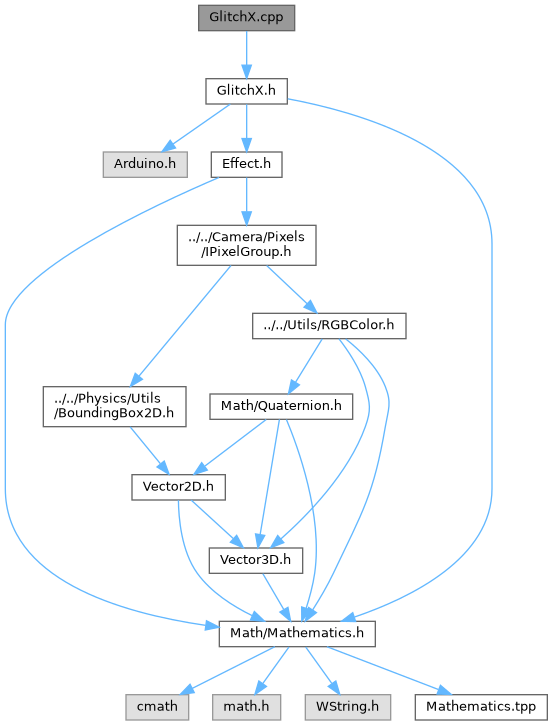 GlitchX.cpp
GlitchX.h
Arduino.h
Effect.h
../../Camera/Pixels
/IPixelGroup.h
../../Utils/RGBColor.h
../../Physics/Utils
/BoundingBox2D.h
Math/Quaternion.h
Vector2D.h
Vector3D.h
Math/Mathematics.h
cmath
math.h
WString.h
Mathematics.tpp